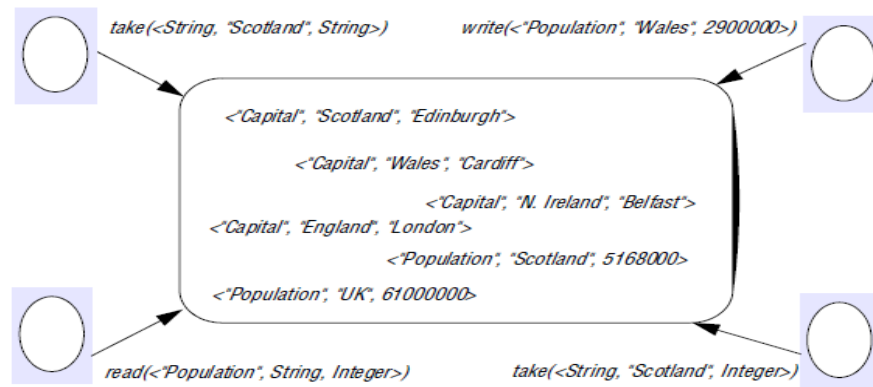 take(<String, "Scotland", String>)
write(<"Population", "Wales", 2900000>)
<"Capital", "Scotland", "Edinburgh">
<"Capital", "Wales", "Cardiff">
<"Capital", "N. Ireland", "Belfast">
<"Capital", "England", "London">
<"Population", "Scotland", 5168000>
<"Population", "UK", 61000000>
read(<"Population", String, Integer>)
take(<String, "Scotland", Integer>)